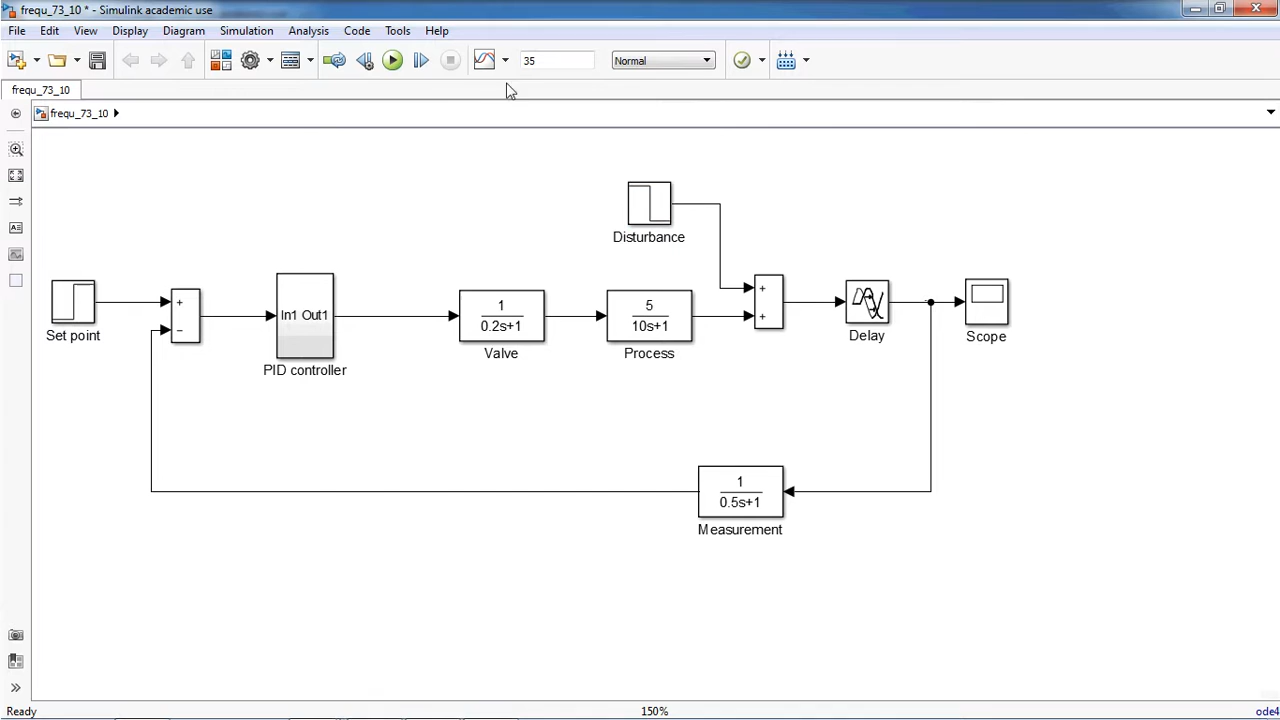 frequ_73_10 * - Simulink academic use
File Edit View Display Diagram Simulation Analysis Code Tools Help
35 Normal
frequ_73_10
frequ_73_10
Disturbance
Set point
+
−
In1 Out1
PID controller
1
0.2s+1
Valve
5
10s+1
Process
+
+
Delay
Scope
1
0.5s+1
Measurement
Ready 150% ode4